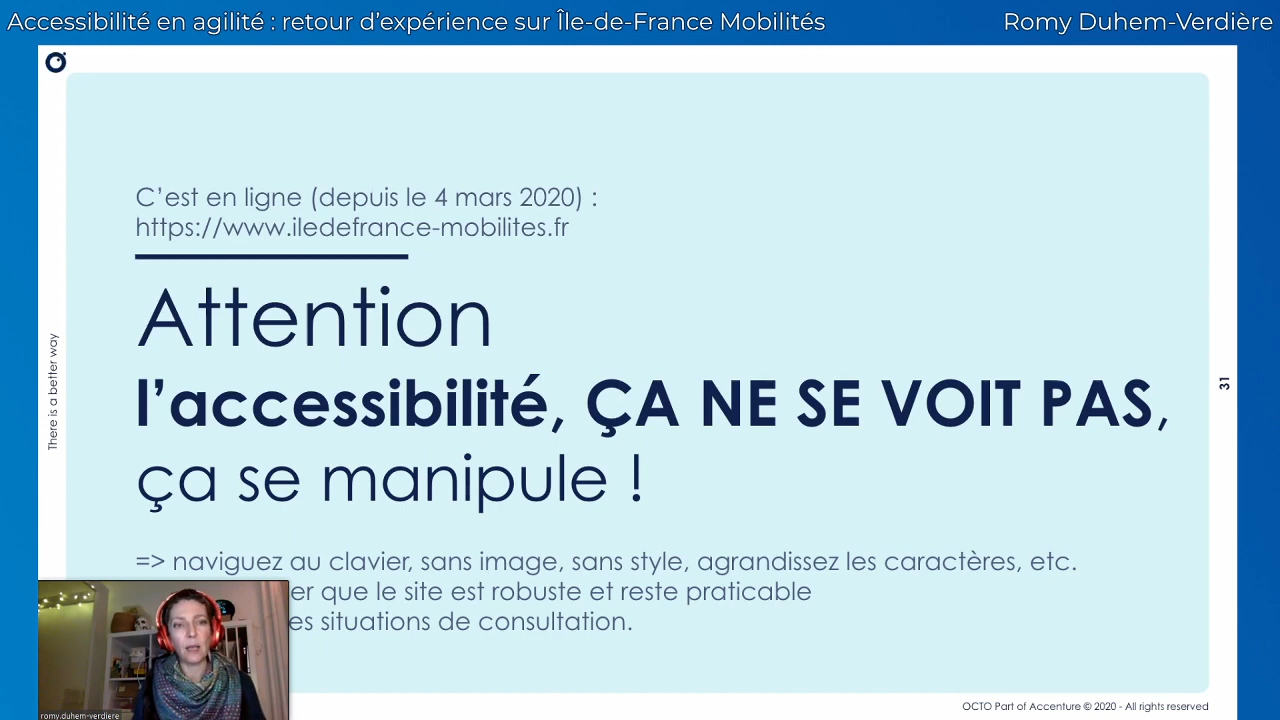 Accessibilité en agilité : retour d’expérience sur Île-de-France Mobilités
Romy Duhem-Verdière
C’est en ligne (depuis le 4 mars 2020) :
https://www.iledefrance-mobilites.fr
Attention
l’accessibilité, ÇA NE SE VOIT PAS,
ça se manipule !
=> naviguez au clavier, sans image, sans style, agrandissez les caractères, etc.
er que le site est robuste et reste praticable
es situations de consultation.
There is a better way
31
romy.duhem-verdiere
OCTO Part of Accenture © 2020 - All rights reserved